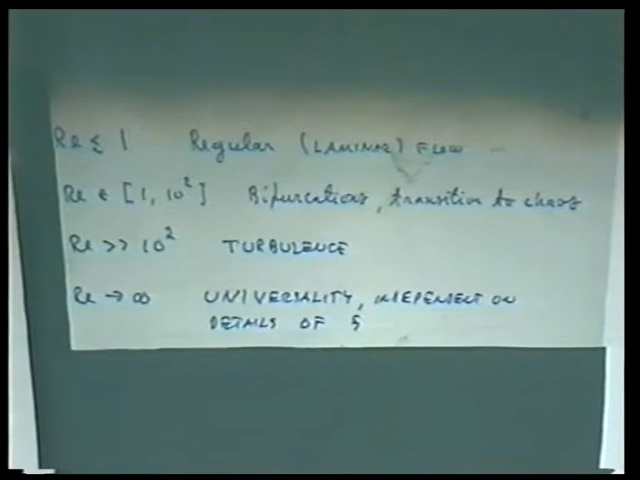 Re ≤ 1 Regular (LAMINAR) FLOW
Re ∈ [1, 10²] Bifurcations, transition to chaos
Re >> 10² TURBULENCE
Re → ∞ UNIVERSALITY, INDEPENDENT ON
DETAILS OF